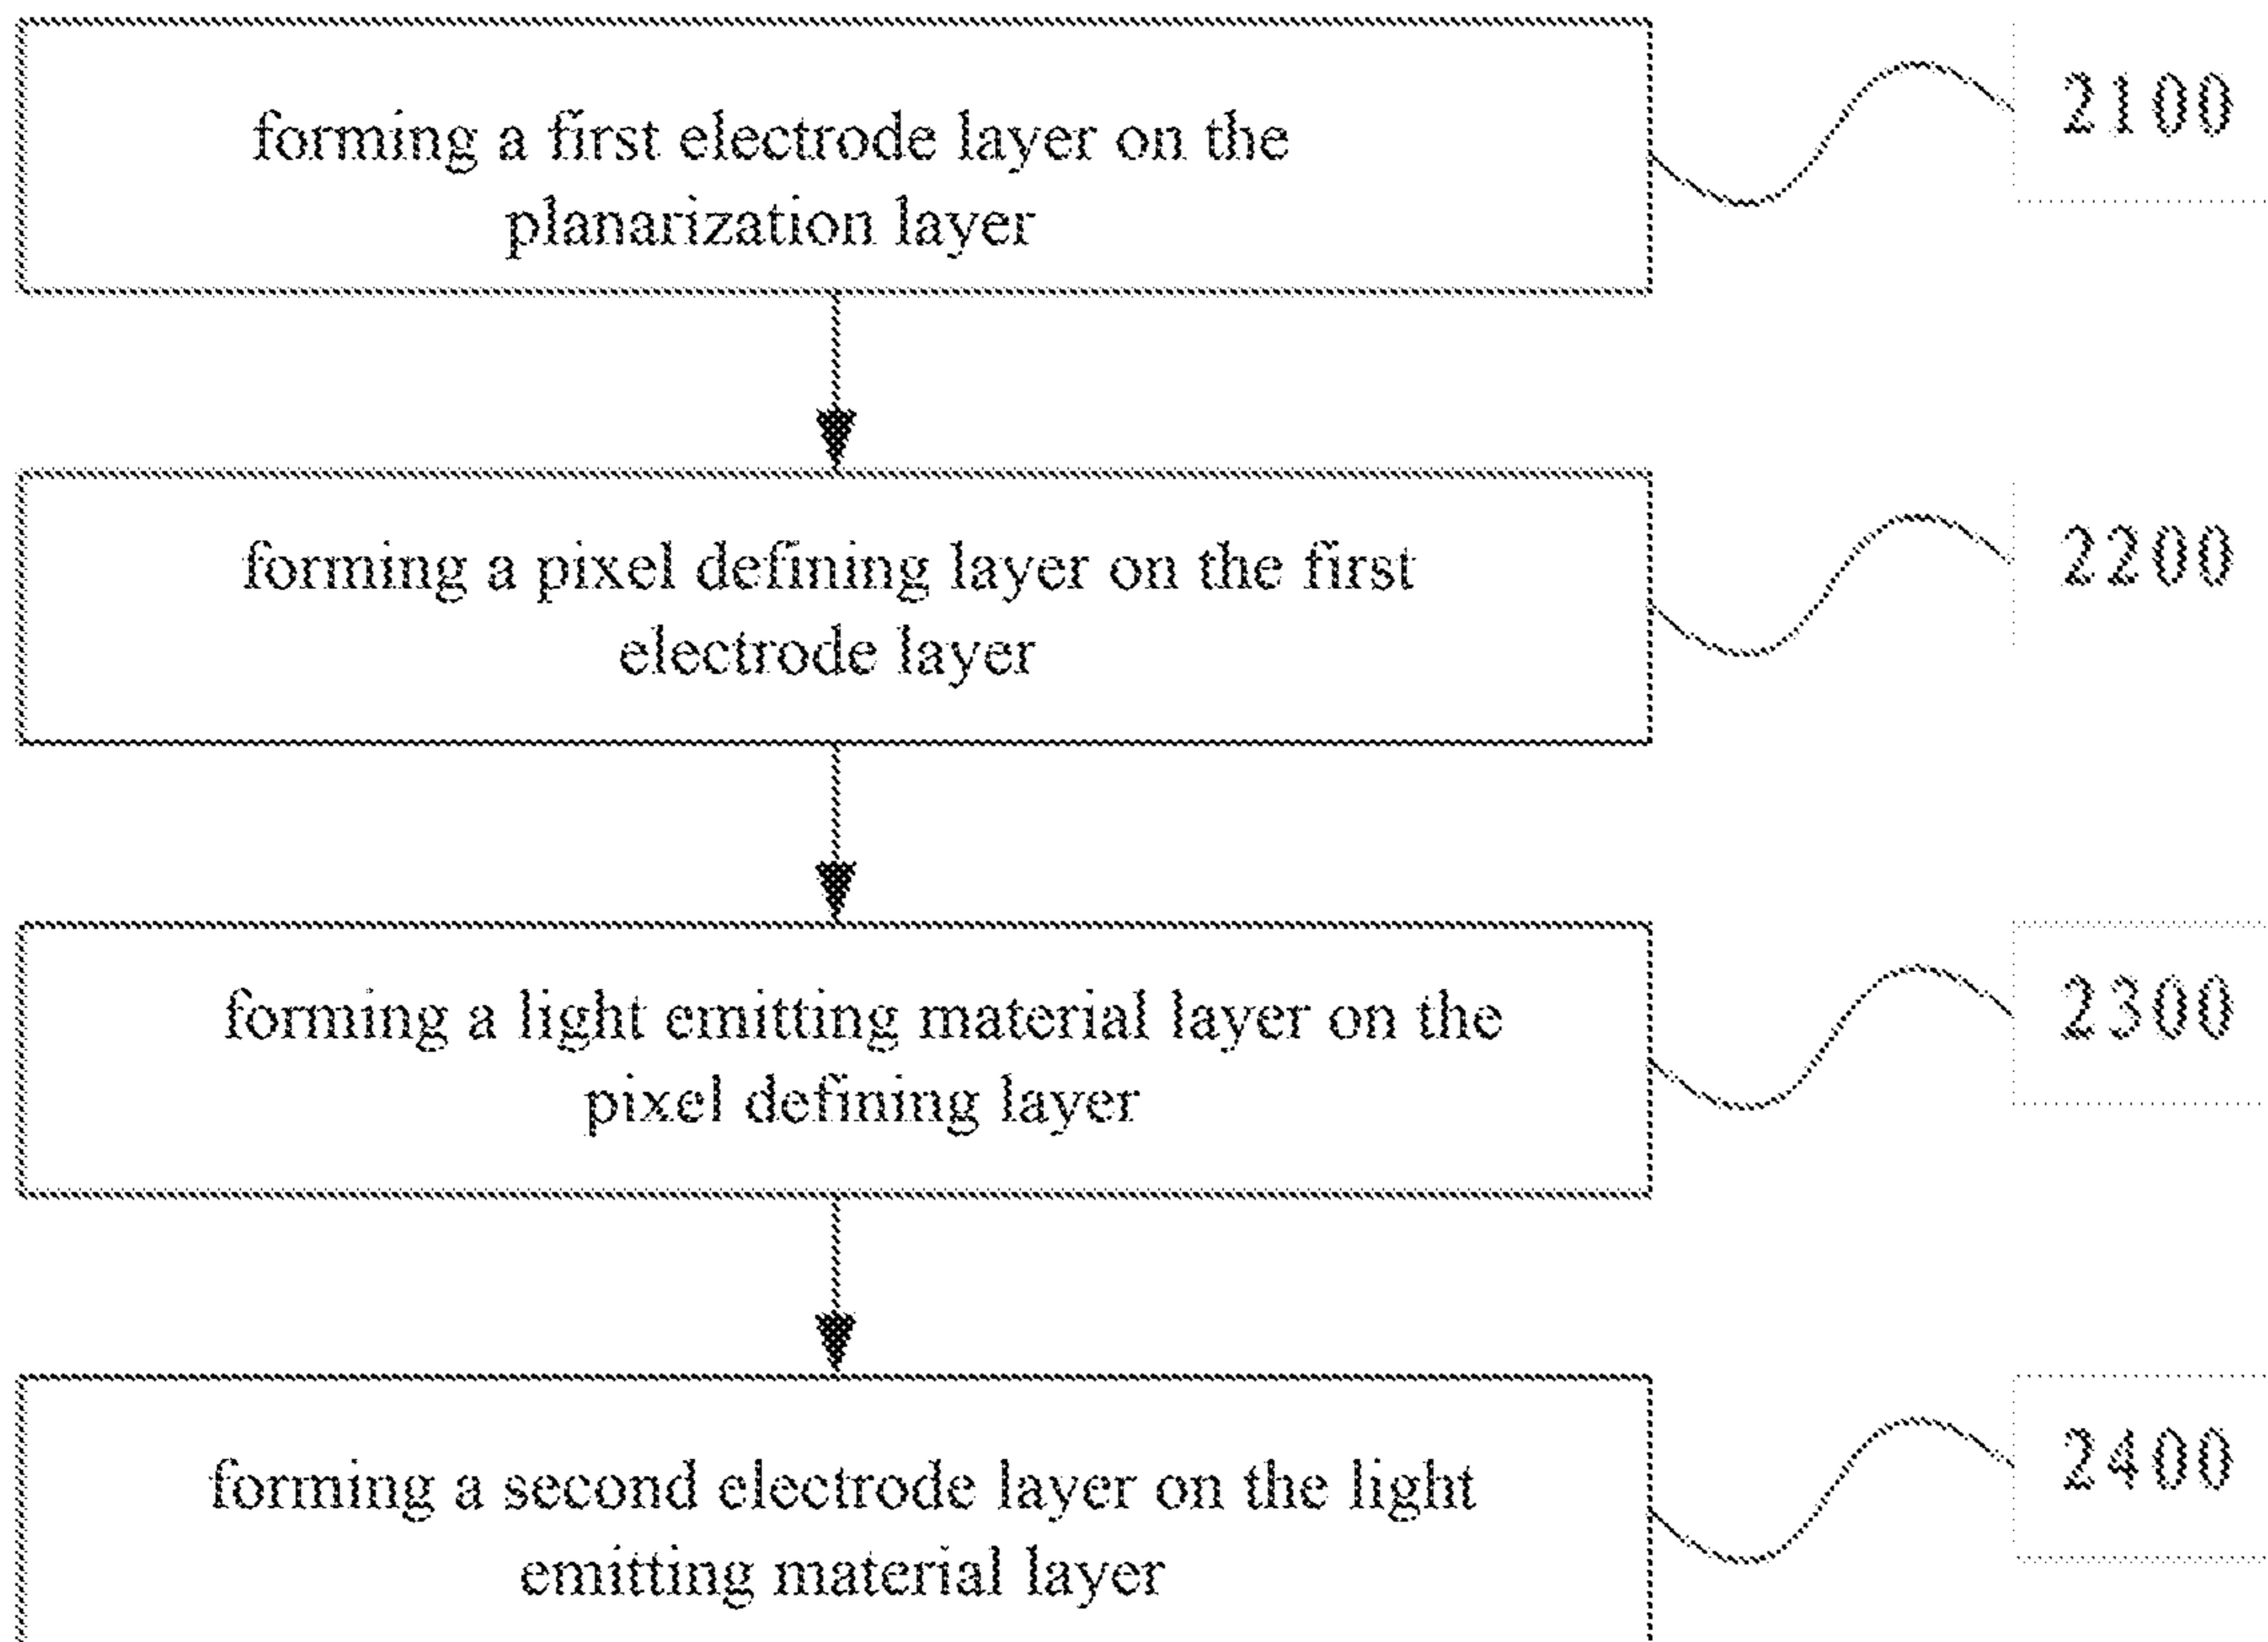 forming a first electrode layer on the
planarization layer
2100
forming a pixel defining layer on the first
electrode layer
2200
forming a light emitting material layer on the
pixel defining layer
2300
forming a second electrode layer on the light
emitting material layer
2400